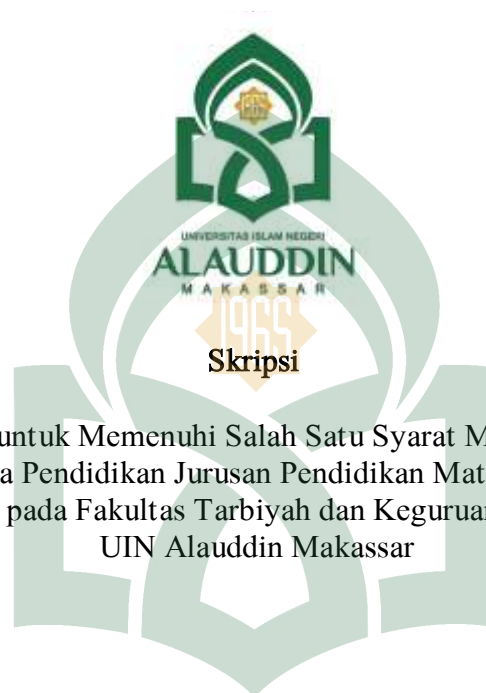 UNIVERSITAS ISLAM NEGERI
ALAUDDIN
MAKASSAR
1965
Skripsi
untuk Memenuhi Salah Satu Syarat M
a Pendidikan Jurusan Pendidikan Mat
pada Fakultas Tarbiyah dan Keguruan
UIN Alauddin Makassar